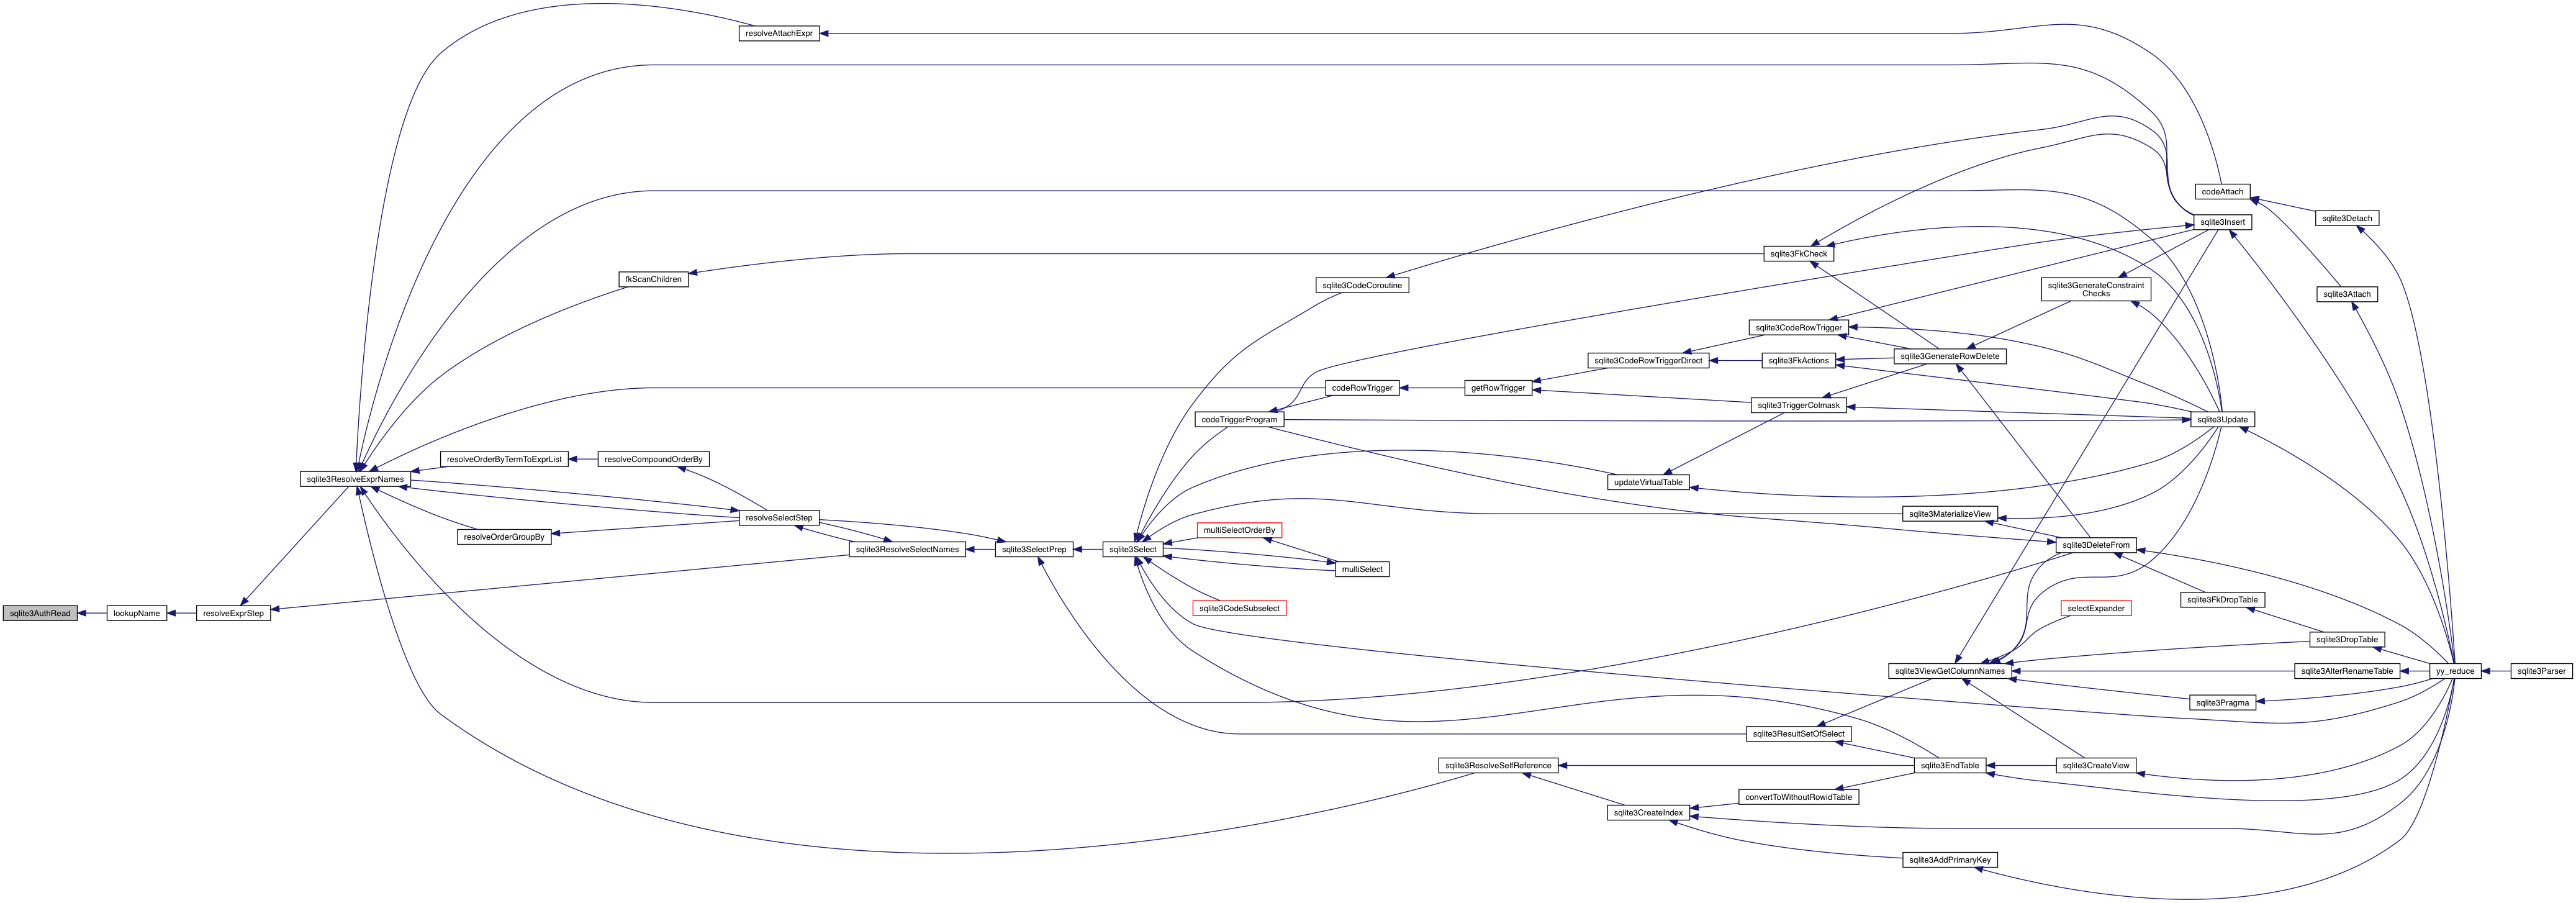 resolveAttachExpr
codeAttach
sqlite3Detach
sqlite3Insert
sqlite3FkCheck
fkScanChildren
sqlite3CodeCoroutine
sqlite3GenerateConstraint
Checks
sqlite3Attach
sqlite3CodeRowTrigger
sqlite3GenerateRowDelete
sqlite3CodeRowTriggerDirect
sqlite3FkActions
codeRowTrigger
getRowTrigger
sqlite3TriggerColmask
codeTriggerProgram
sqlite3Update
resolveOrderByTermToExprList
resolveCompoundOrderBy
sqlite3ResolveExprNames
updateVirtualTable
resolveSelectStep
sqlite3MaterializeView
multiSelectOrderBy
resolveOrderGroupBy
sqlite3ResolveSelectNames
sqlite3SelectPrep
sqlite3Select
sqlite3DeleteFrom
multiSelect
sqlite3FkDropTable
sqlite3CodeSubselect
selectExpander
sqlite3AuthRead
lookupName
resolveExprStep
sqlite3DropTable
sqlite3ViewGetColumnNames
sqlite3AlterRenameTable
yy_reduce
sqlite3Parser
sqlite3Pragma
sqlite3ResultSetOfSelect
sqlite3ResolveSelfReference
sqlite3EndTable
sqlite3CreateView
convertToWithoutRowidTable
sqlite3CreateIndex
sqlite3AddPrimaryKey